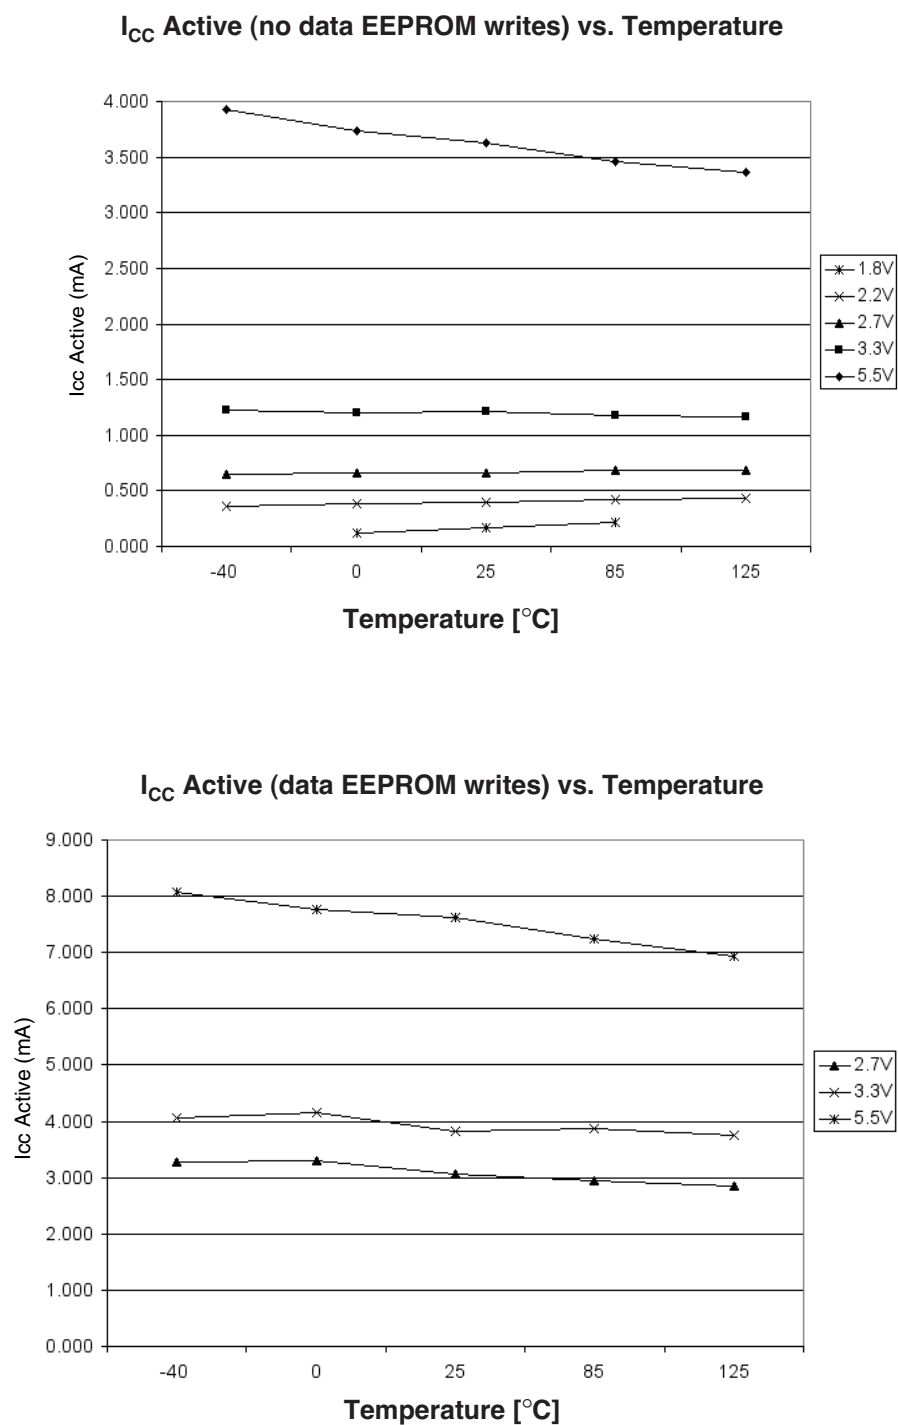 I_CC Active (no data EEPROM writes) vs. Temperature
4.000
3.500
3.000
2.500
2.000
1.500
1.000
0.500
0.000
Icc Active (mA)
-40 0 25 85 125
Temperature [°C]
1.8V
2.2V
2.7V
3.3V
5.5V
I_CC Active (data EEPROM writes) vs. Temperature
9.000
8.000
7.000
6.000
5.000
4.000
3.000
2.000
1.000
0.000
Icc Active (mA)
-40 0 25 85 125
Temperature [°C]
2.7V
3.3V
5.5V